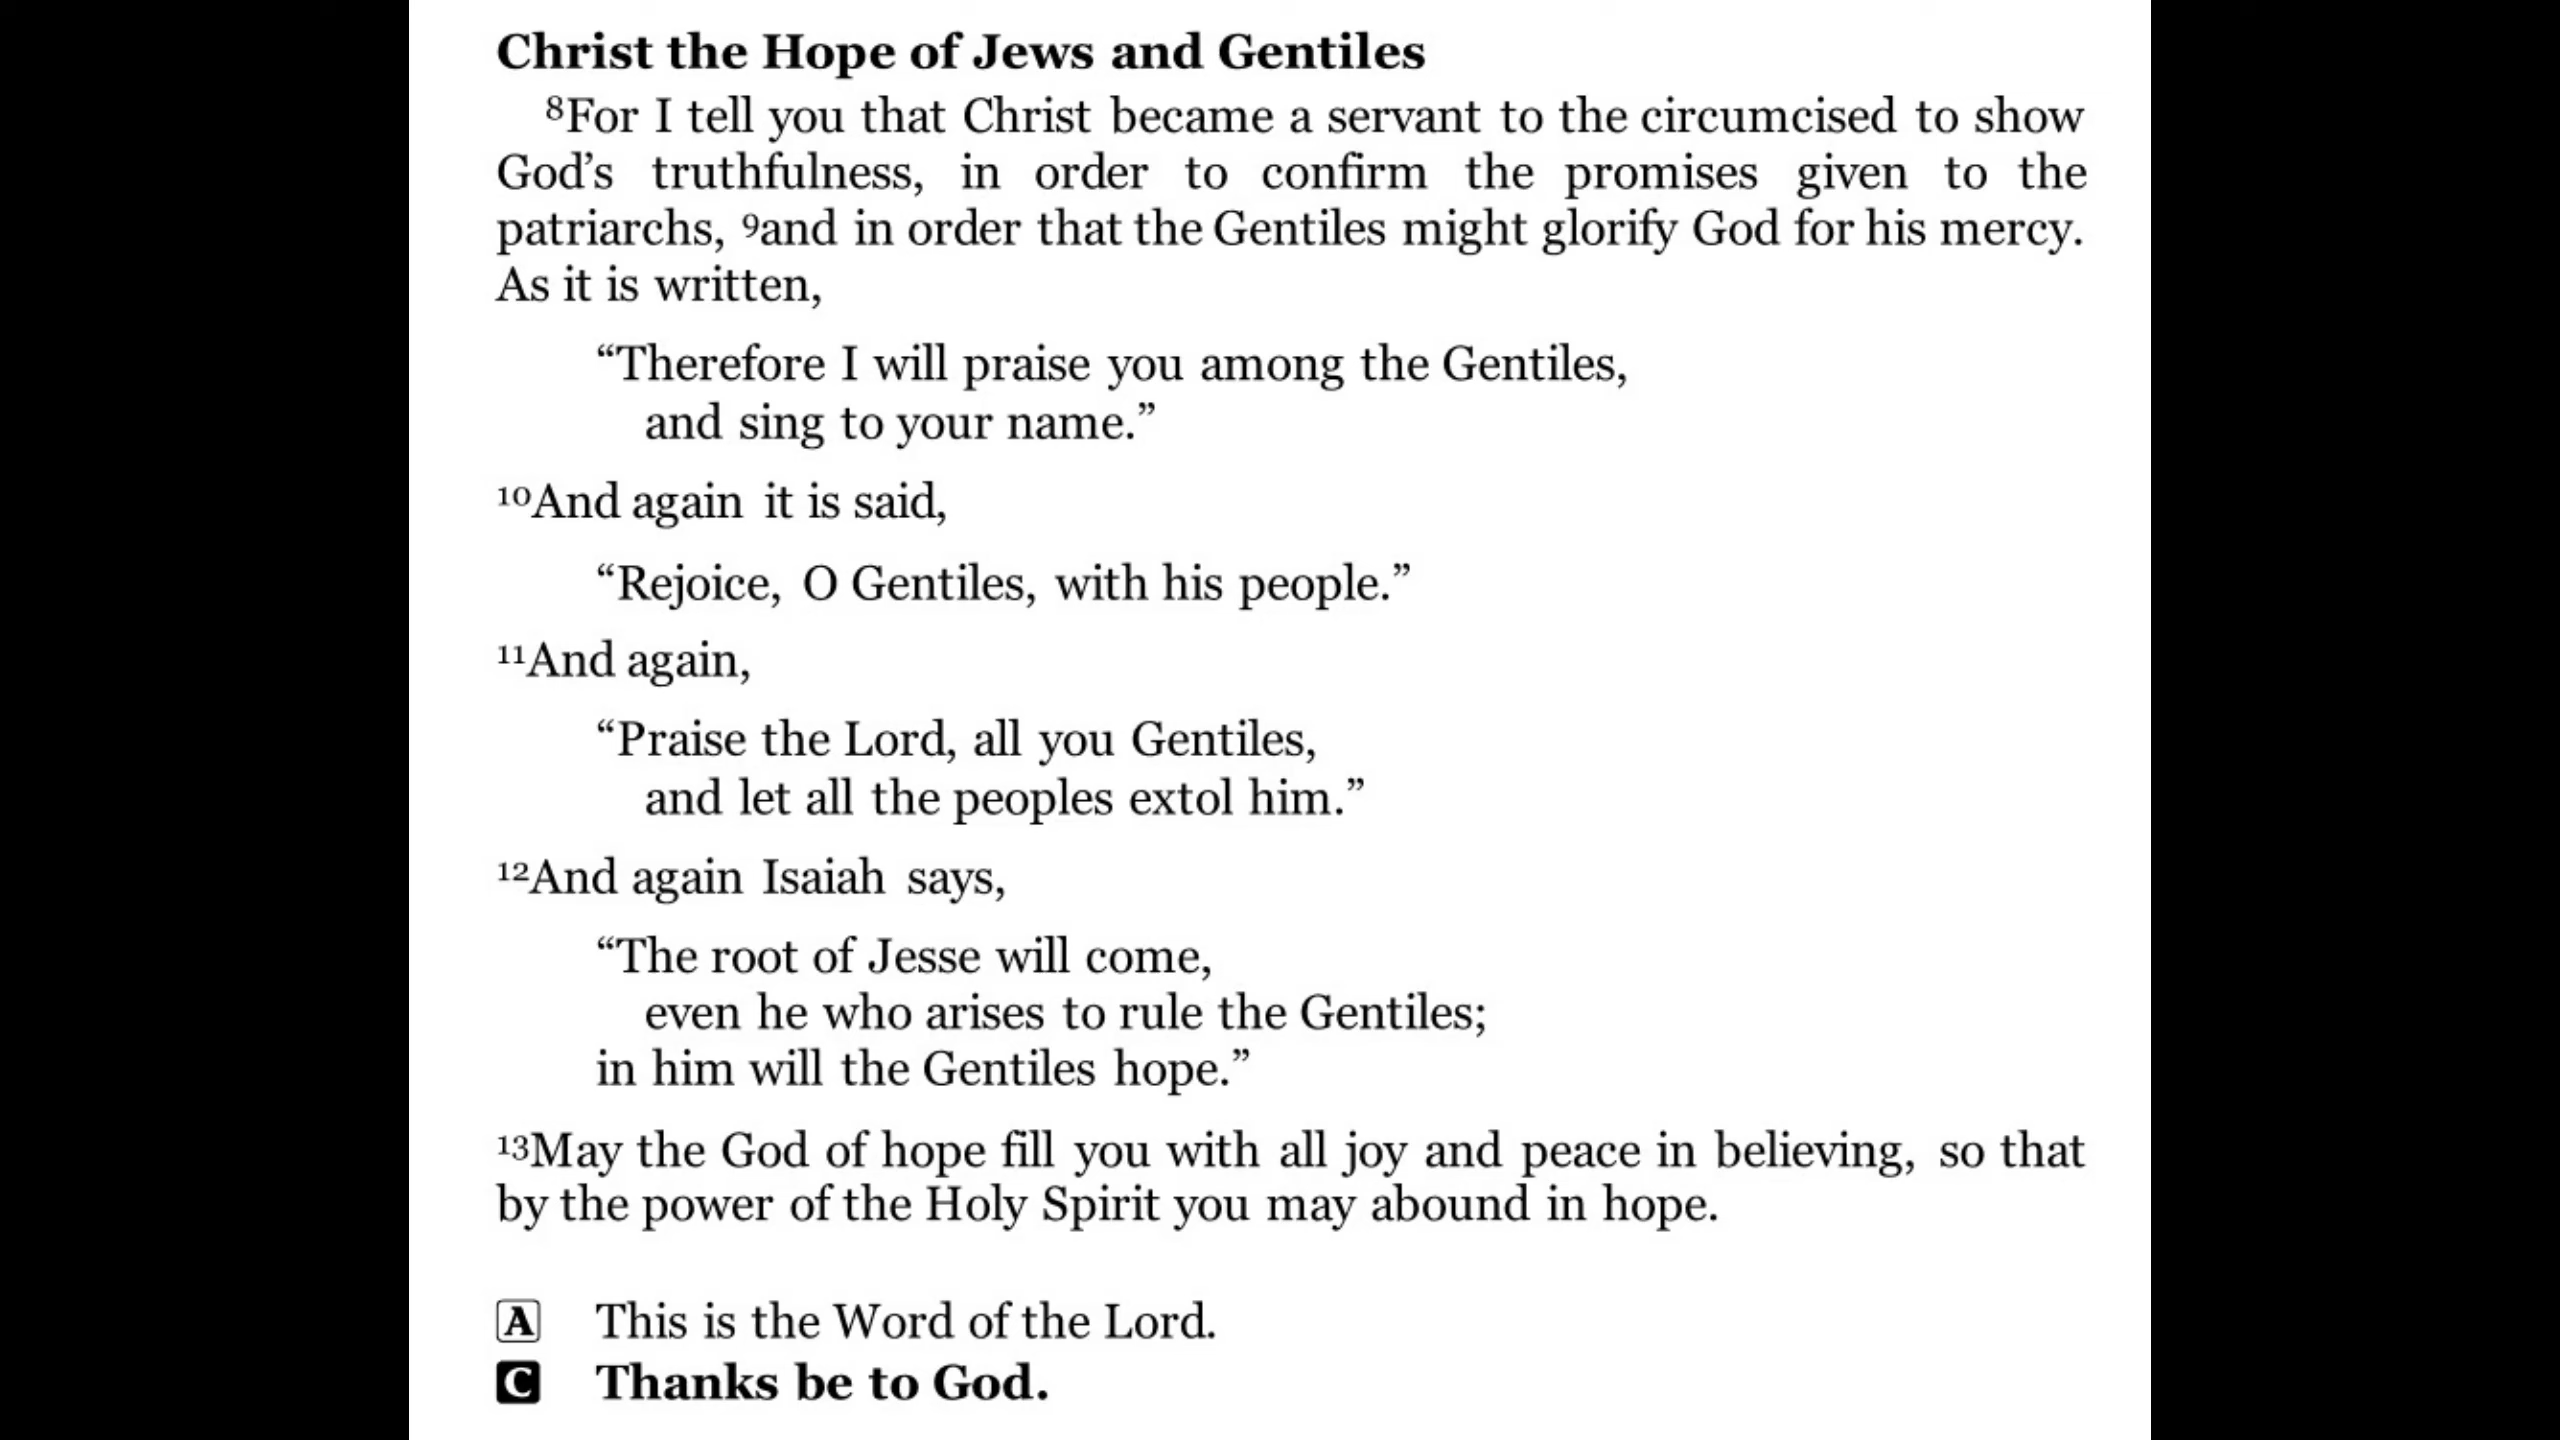 Christ the Hope of Jews and Gentiles
8For I tell you that Christ became a servant to the circumcised to show
God’s truthfulness, in order to confirm the promises given to the
patriarchs, 9and in order that the Gentiles might glorify God for his mercy.
As it is written,
“Therefore I will praise you among the Gentiles,
and sing to your name.”
10And again it is said,
“Rejoice, O Gentiles, with his people.”
11And again,
“Praise the Lord, all you Gentiles,
and let all the peoples extol him.”
12And again Isaiah says,
“The root of Jesse will come,
even he who arises to rule the Gentiles;
in him will the Gentiles hope.”
13May the God of hope fill you with all joy and peace in believing, so that
by the power of the Holy Spirit you may abound in hope.
A This is the Word of the Lord.
C Thanks be to God.